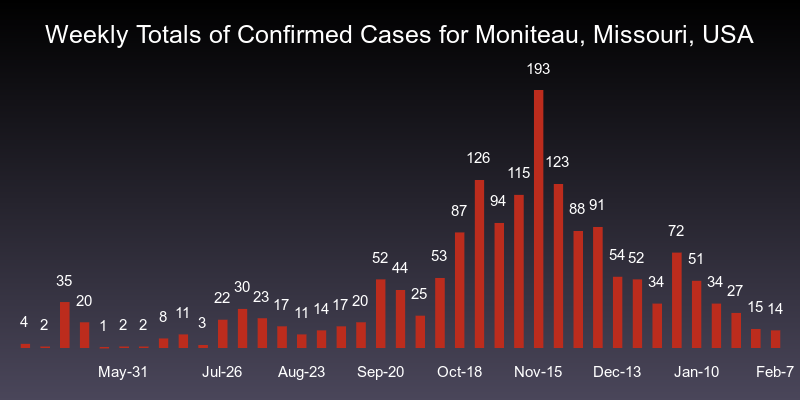 Weekly Totals of Confirmed Cases for Moniteau, Missouri, USA
4 2 35 20 1 2 2 8 11 3 22 30 23 17 11 14 17 20 52 44 25 53 87 126 94 115 193 123 88 91 54 52 34 72 51 34 27 15 14
May-31 Jul-26 Aug-23 Sep-20 Oct-18 Nov-15 Dec-13 Jan-10 Feb-7